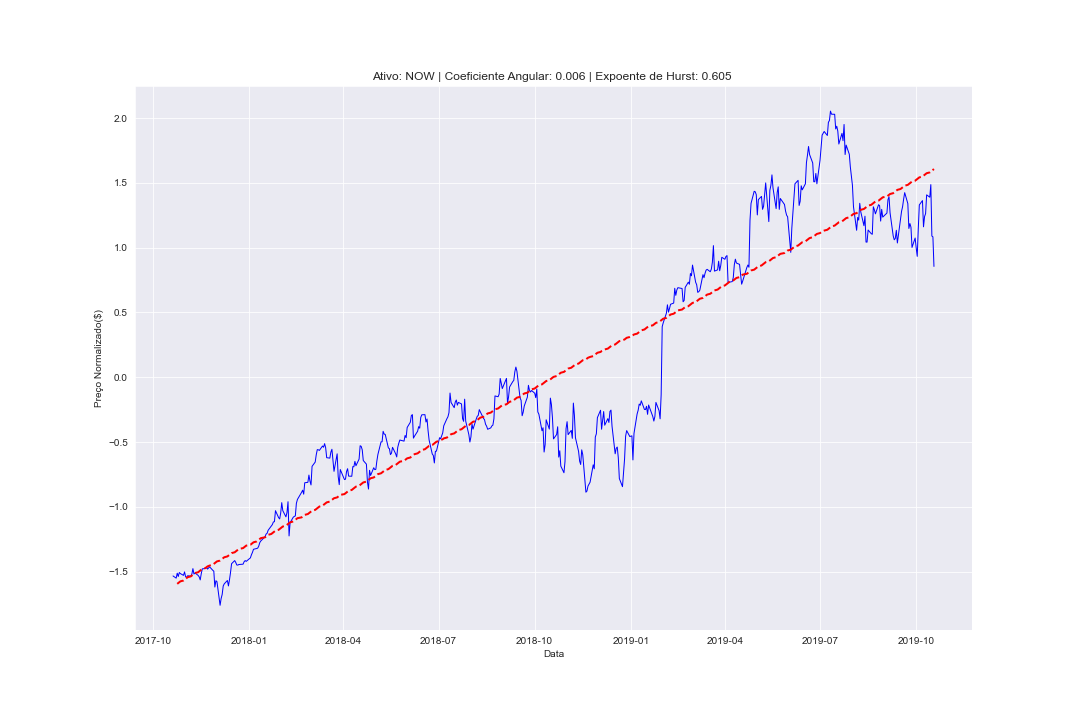 Ativo: NOW | Coeficiente Angular: 0.006 | Expoente de Hurst: 0.605
Preço Normalizado($)
2.0
1.5
1.0
0.5
0.0
−0.5
−1.0
−1.5
2017-10 2018-01 2018-04 2018-07 2018-10 2019-01 2019-04 2019-07 2019-10
Data